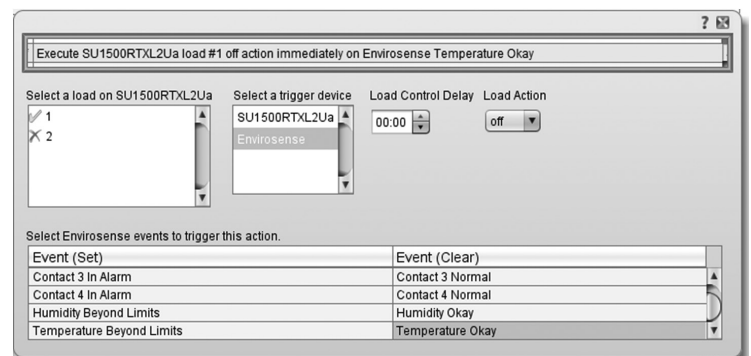 ?
Execute SU1500RTXL2Ua load #1 off action immediately on Envirosense Temperature Okay
Select a load on SU1500RTXL2Ua Select a trigger device Load Control Delay Load Action
1 SU1500RTXL2Ua 00:00 off
2 Envirosense
Select Envirosense events to trigger this action.
Event (Set) Event (Clear)
Contact 3 In Alarm Contact 3 Normal
Contact 4 In Alarm Contact 4 Normal
Humidity Beyond Limits Humidity Okay
Temperature Beyond Limits Temperature Okay